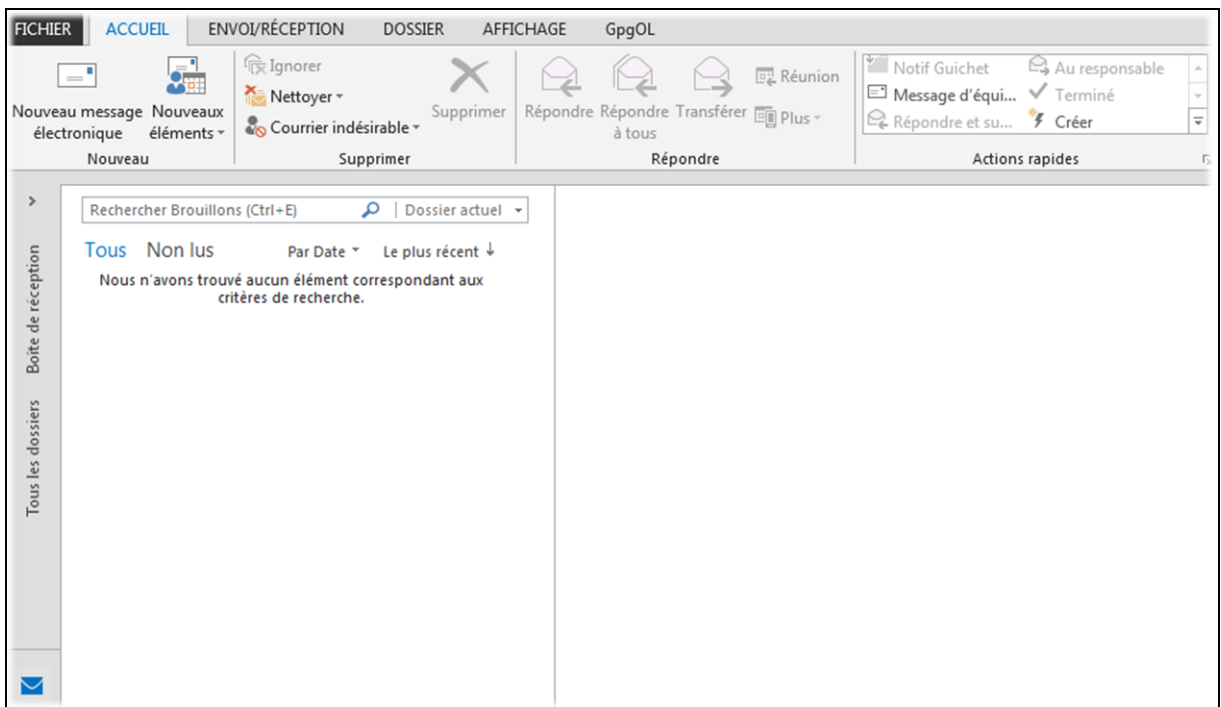 FICHIER ACCUEIL ENVOI/RÉCEPTION DOSSIER AFFICHAGE GpgOL
Nouveau message électronique
Nouveaux éléments
Nouveau
Ignorer
Nettoyer
Courrier indésirable
Supprimer
Supprimer
Répondre
Répondre à tous
Transférer
Réunion
Plus
Répondre
Notif Guichet
Message d'équi...
Répondre et su...
Au responsable
Terminé
Créer
Actions rapides
Boîte de réception
Tous les dossiers
Rechercher Brouillons (Ctrl+E) Dossier actuel
Tous Non lus Par Date Le plus récent ↓
Nous n'avons trouvé aucun élément correspondant aux
critères de recherche.